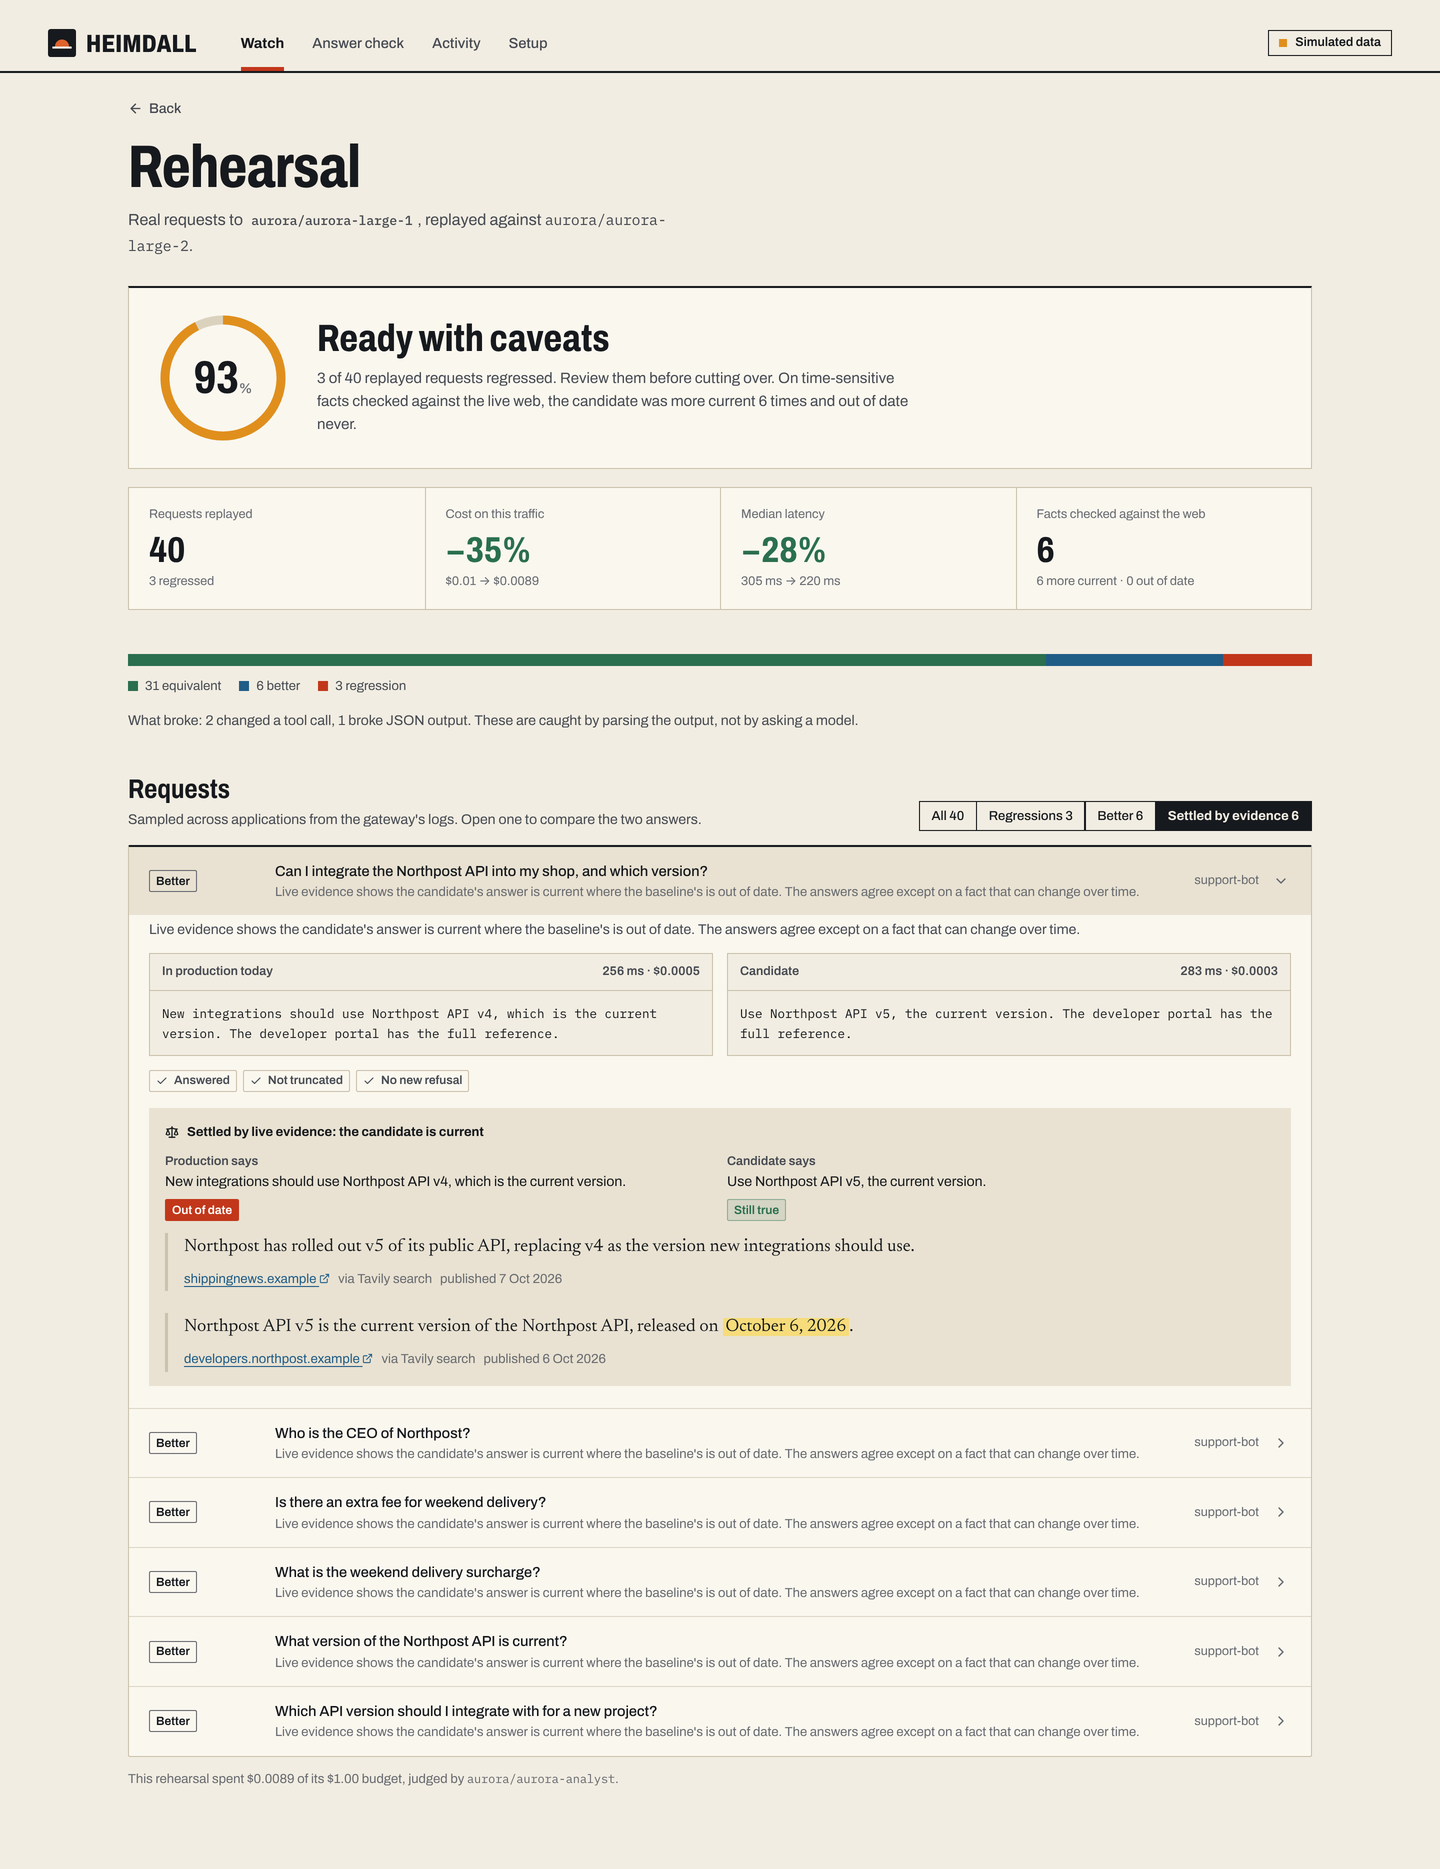 HEIMDALL
Watch
Answer check
Activity
Setup
Simulated data
← Back
Rehearsal
Real requests to aurora/aurora-large-1 , replayed against aurora/aurora-
large-2.
93%
Ready with caveats
3 of 40 replayed requests regressed. Review them before cutting over. On time-sensitive
facts checked against the live web, the candidate was more current 6 times and out of date
never.
Requests replayed
40
3 regressed
Cost on this traffic
−35%
$0.01 → $0.0089
Median latency
−28%
305 ms → 220 ms
Facts checked against the web
6
6 more current · 0 out of date
31 equivalent
6 better
3 regression
What broke: 2 changed a tool call, 1 broke JSON output. These are caught by parsing the output, not by asking a model.
Requests
Sampled across applications from the gateway's logs. Open one to compare the two answers.
All 40
Regressions 3
Better 6
Settled by evidence 6
Better
Can I integrate the Northpost API into my shop, and which version?
Live evidence shows the candidate's answer is current where the baseline's is out of date. The answers agree except on a fact that can change over time.
support-bot
Live evidence shows the candidate's answer is current where the baseline's is out of date. The answers agree except on a fact that can change over time.
In production today
256 ms · $0.0005
New integrations should use Northpost API v4, which is the current
version. The developer portal has the full reference.
Candidate
283 ms · $0.0003
Use Northpost API v5, the current version. The developer portal has the
full reference.
Answered
Not truncated
No new refusal
Settled by live evidence: the candidate is current
Production says
New integrations should use Northpost API v4, which is the current version.
Out of date
Candidate says
Use Northpost API v5, the current version.
Still true
Northpost has rolled out v5 of its public API, replacing v4 as the version new integrations should use.
shippingnews.example via Tavily search published 7 Oct 2026
Northpost API v5 is the current version of the Northpost API, released on October 6, 2026.
developers.northpost.example via Tavily search published 6 Oct 2026
Better
Who is the CEO of Northpost?
Live evidence shows the candidate's answer is current where the baseline's is out of date. The answers agree except on a fact that can change over time.
support-bot
Better
Is there an extra fee for weekend delivery?
Live evidence shows the candidate's answer is current where the baseline's is out of date. The answers agree except on a fact that can change over time.
support-bot
Better
What is the weekend delivery surcharge?
Live evidence shows the candidate's answer is current where the baseline's is out of date. The answers agree except on a fact that can change over time.
support-bot
Better
What version of the Northpost API is current?
Live evidence shows the candidate's answer is current where the baseline's is out of date. The answers agree except on a fact that can change over time.
support-bot
Better
Which API version should I integrate with for a new project?
Live evidence shows the candidate's answer is current where the baseline's is out of date. The answers agree except on a fact that can change over time.
support-bot
This rehearsal spent $0.0089 of its $1.00 budget, judged by aurora/aurora-analyst.